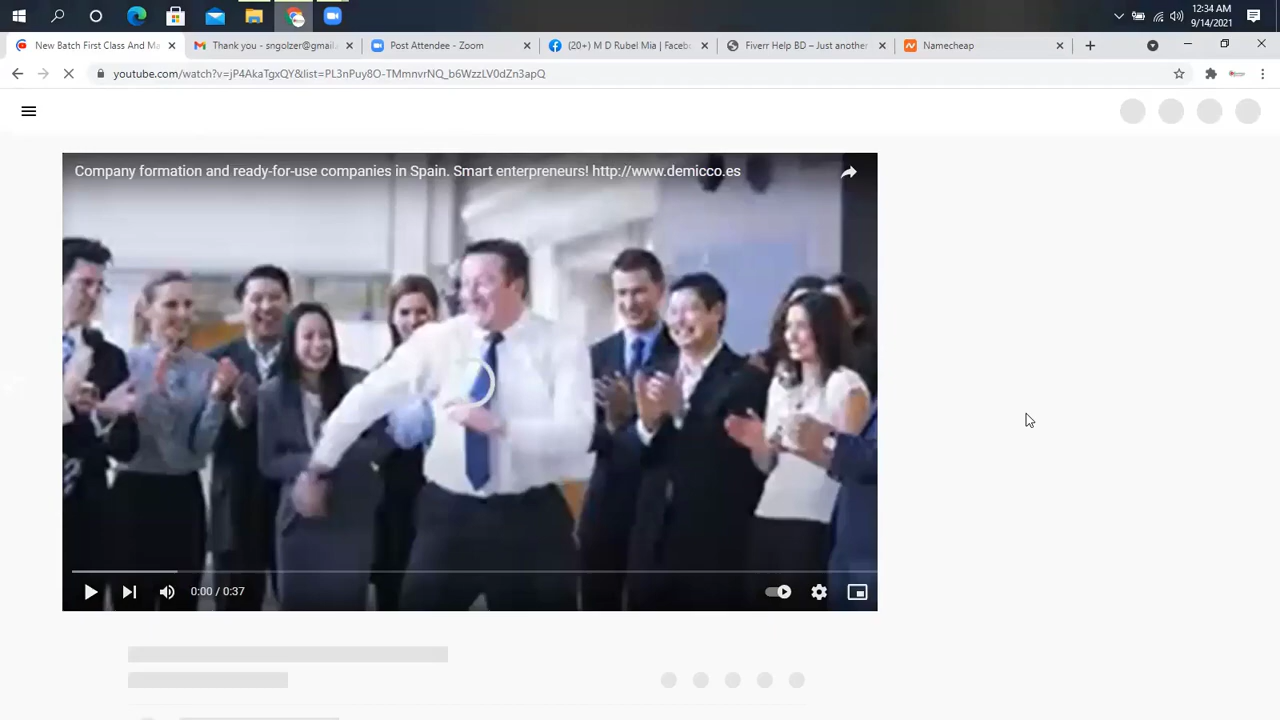 12:34 AM
9/14/2021
New Batch First Class And Ma
Thank you - sngolzer@gmail.
Post Attendee - Zoom
(20+) M D Rubel Mia | Faceb
Fiverr Help BD – Just another
Namecheap
youtube.com/watch?v=jP4AkaTgxQY&list=PL3nPuy8O-TMmnvrNQ_b6WzzLV0dZn3apQ
Company formation and ready-for-use companies in Spain. Smart enterpreneurs! http://www.demicco.es
0:00 / 0:37